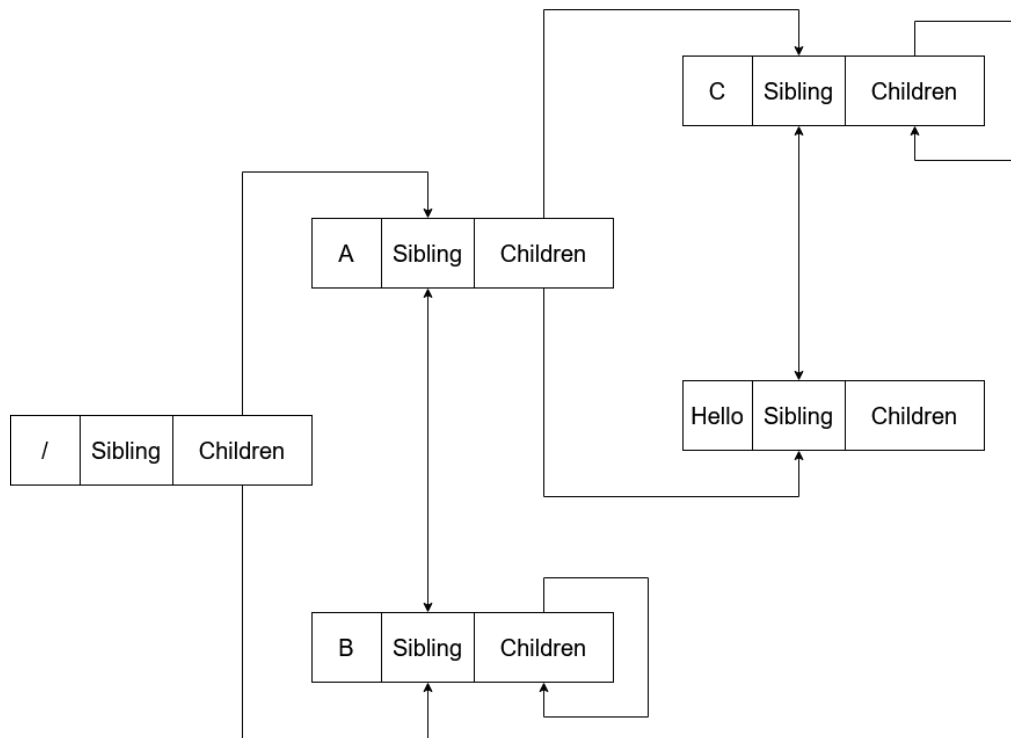 C Sibling Children
A Sibling Children
Hello Sibling Children
/ Sibling Children
B Sibling Children